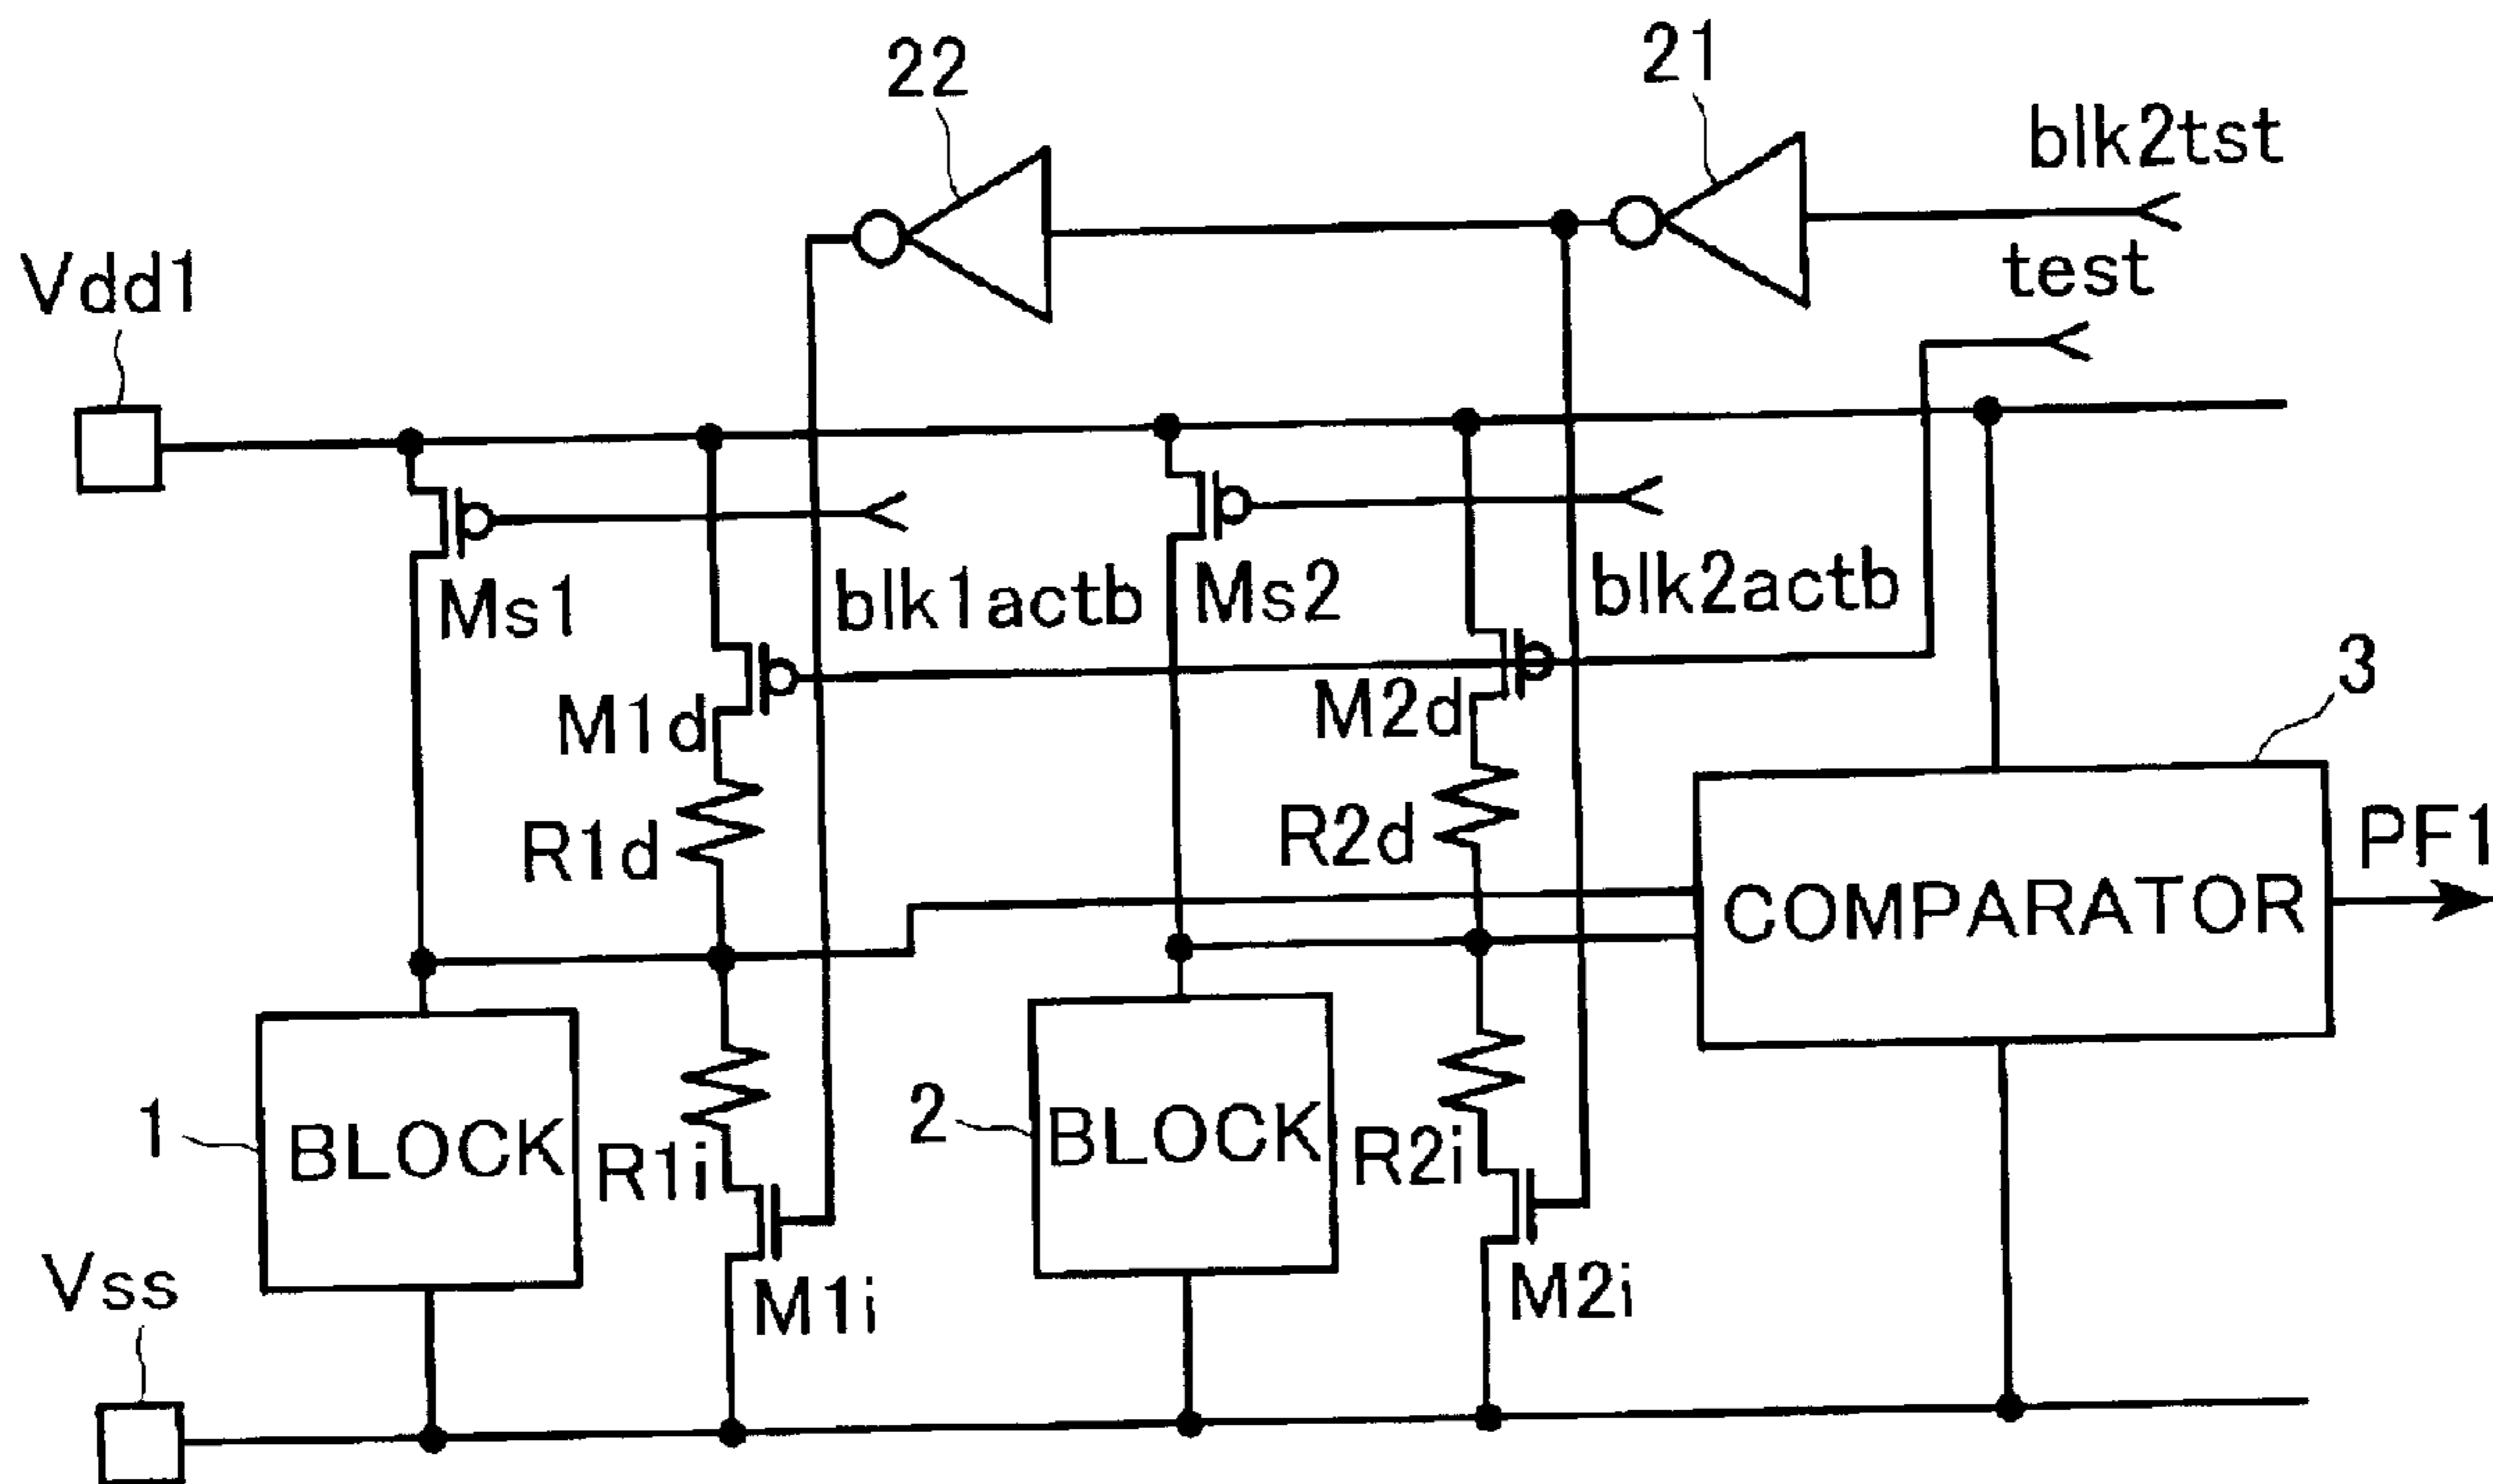 22
21
blk2tst
test
Vdd1
Ms1
blk1actb
Ms2
blk2actb
M1d
M2d
3
R1d
R2d
PF1
COMPARATOR
1
BLOCK
R1i
2
BLOCK
R2i
Vss
M1i
M2i